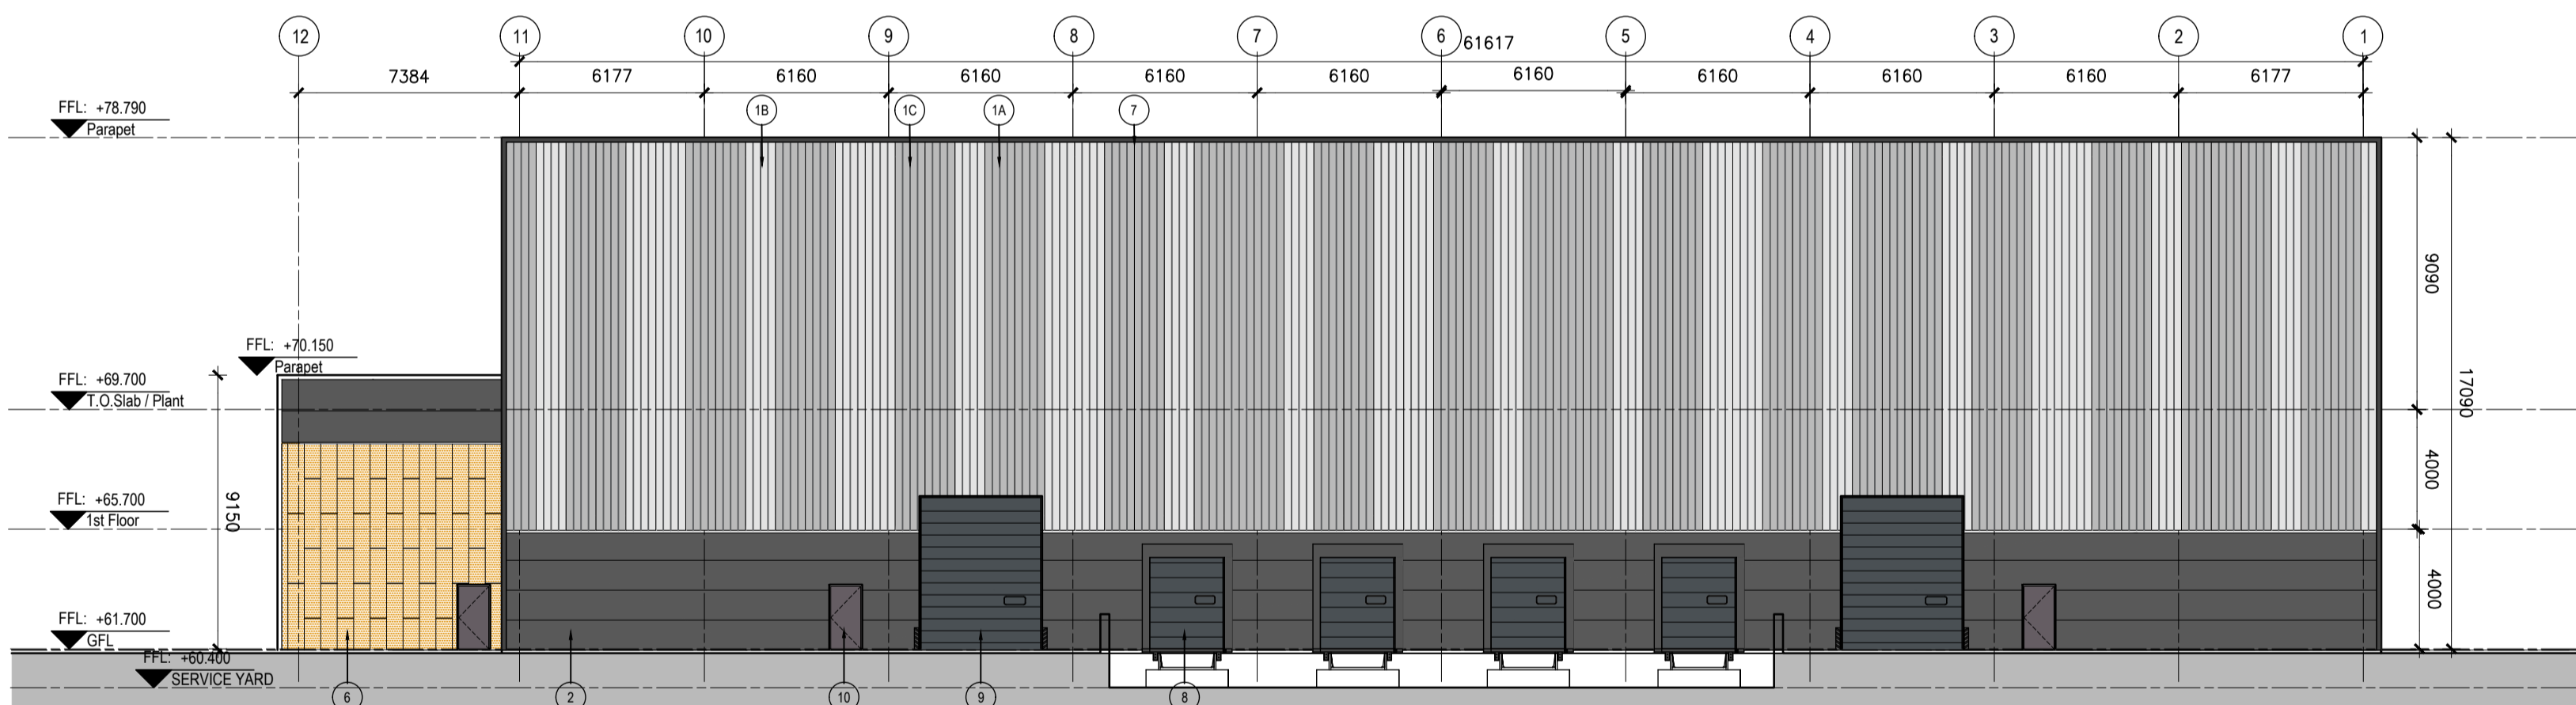 12
11
10
9
8
7
6
5
4
3
2
1
61617
7384
6177
6160
6160
6160
6160
6160
6160
6160
6160
6177
1B
1C
1A
7
FFL: +78.790
Parapet
FFL: +70.150
Parapet
FFL: +69.700
T.O.Slab / Plant
FFL: +65.700
1st Floor
FFL: +61.700
GFL
FFL: +60.400
SERVICE YARD
9150
9090
4000
4000
17090
6
2
10
9
8